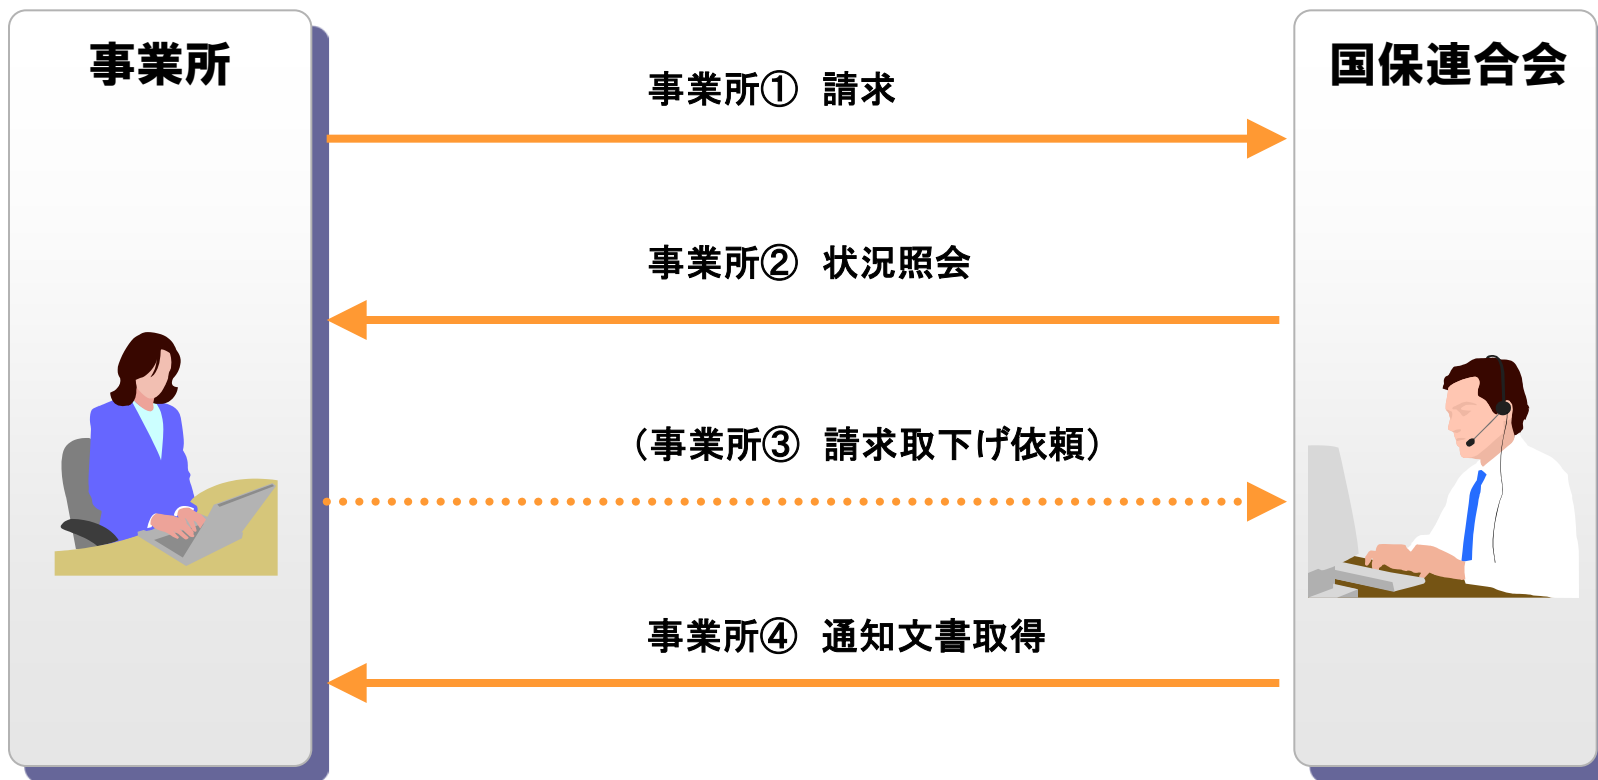 事業所
国保連合会
事業所① 請求
事業所② 状況照会
（事業所③ 請求取下げ依頼）
事業所④ 通知文書取得